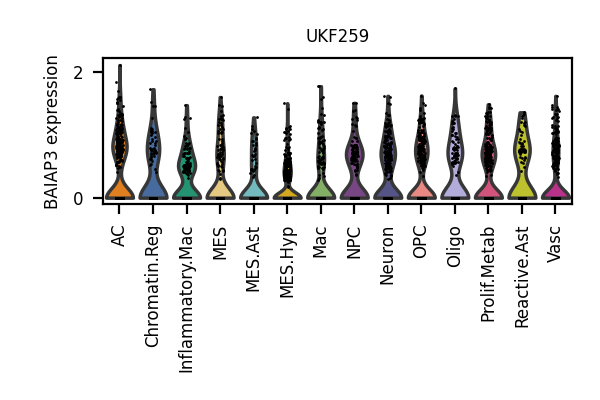 UKF259
BAIAP3 expression
2
0
AC
Chromatin.Reg
Inflammatory.Mac
MES
MES.Ast
MES.Hyp
Mac
NPC
Neuron
OPC
Oligo
Prolif.Metab
Reactive.Ast
Vasc